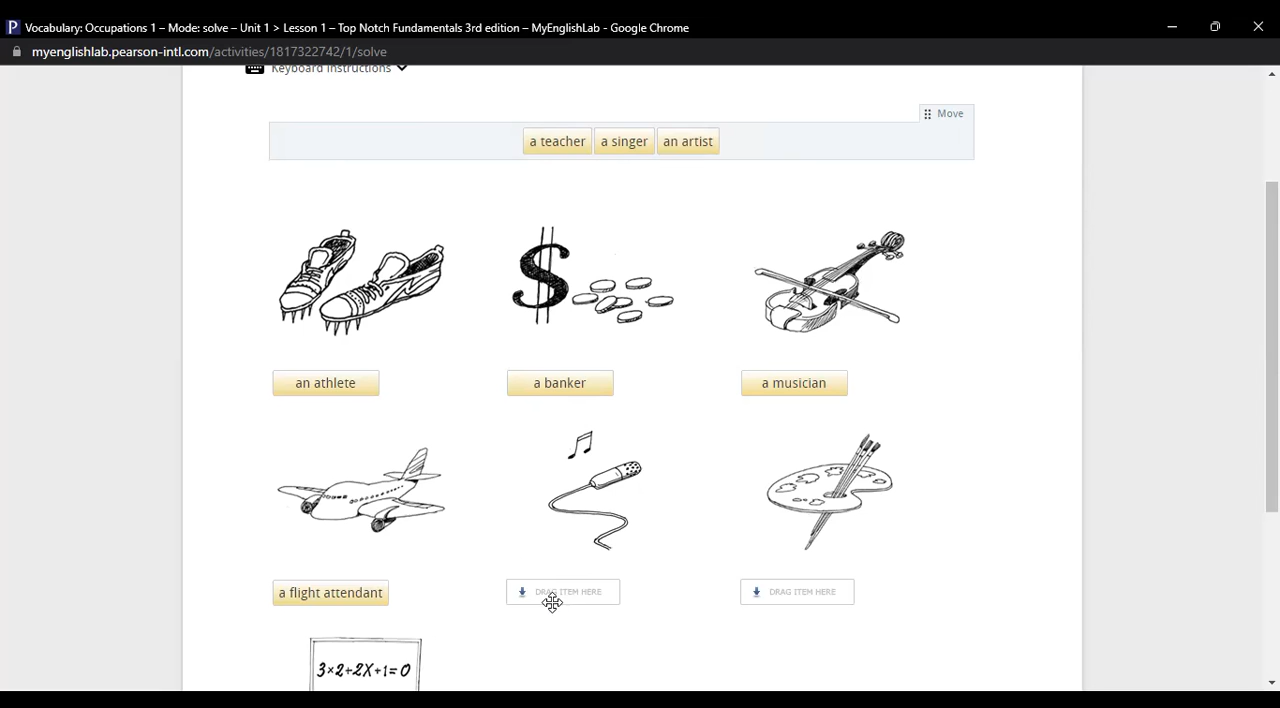 P Vocabulary: Occupations 1 – Mode: solve – Unit 1 > Lesson 1 – Top Notch Fundamentals 3rd edition – MyEnglishLab - Google Chrome
myenglishlab.pearson-intl.com/activities/1817322742/1/solve
Keyboard Instructions
Move
a teacher a singer an artist
an athlete a banker a musician
a flight attendant DRAG ITEM HERE DRAG ITEM HERE
3×2+2X+1=0